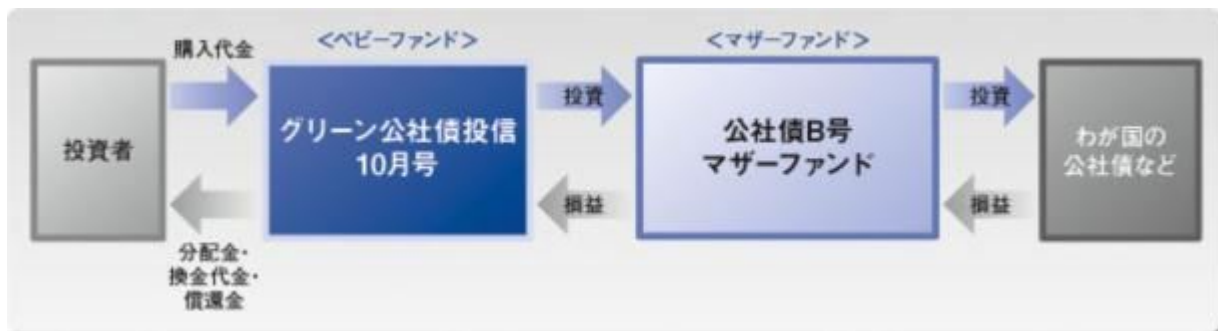 購入代金
<ベビーファンド>
<マザーファンド>
投資者
グリーン公社債投信
10月号
投資
公社債B号
マザーファンド
投資
わが国の
公社債など
損益
損益
分配金・
換金代金・
償還金